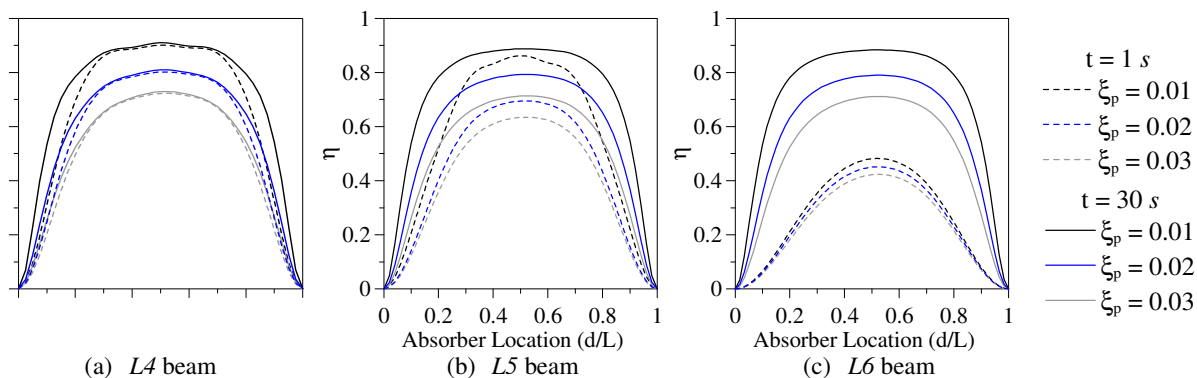 η
1
0.8
0.6
0.4
0.2
0
0 0.2 0.4 0.6 0.8 1
Absorber Location (d/L)
η
1
0.8
0.6
0.4
0.2
0
0 0.2 0.4 0.6 0.8 1
Absorber Location (d/L)
t = 1 s
ξp = 0.01
ξp = 0.02
ξp = 0.03
t = 30 s
ξp = 0.01
ξp = 0.02
ξp = 0.03
(a) L4 beam
(b) L5 beam
(c) L6 beam